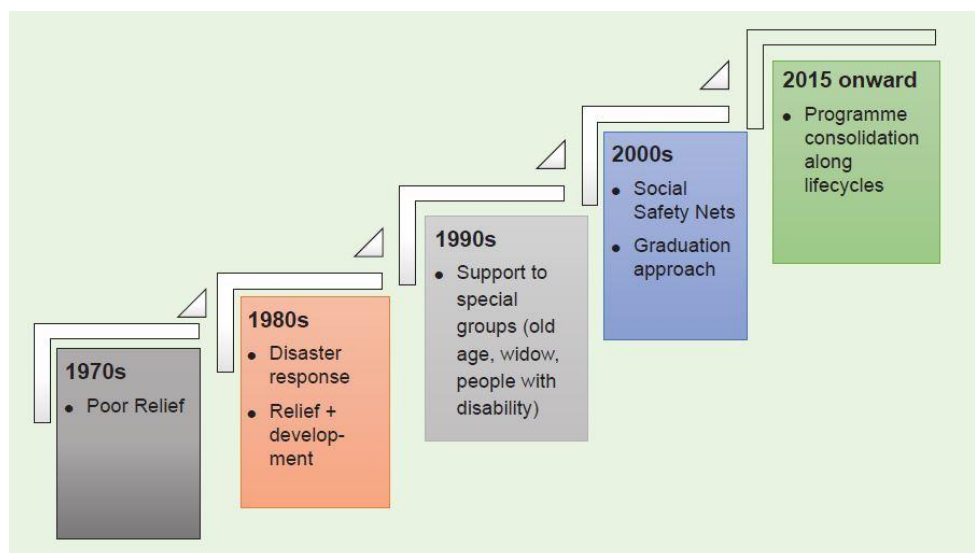 1970s
• Poor Relief
1980s
• Disaster
response
• Relief +
develop-
ment
1990s
• Support to
special
groups (old
age, widow,
people with
disability)
2000s
• Social
Safety Nets
• Graduation
approach
2015 onward
• Programme
consolidation
along
lifecycles